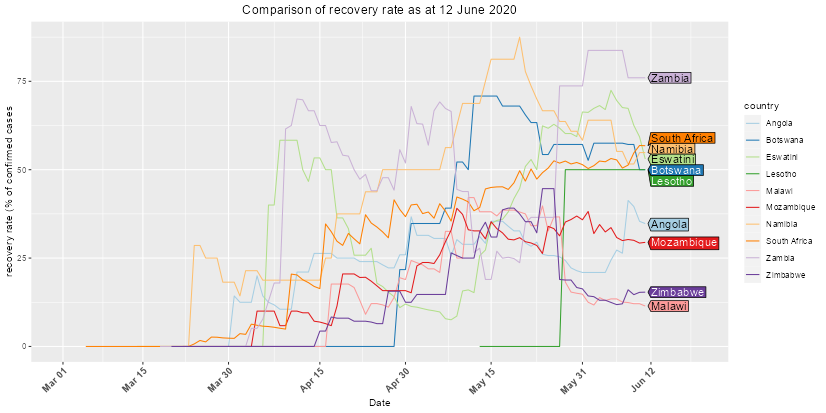 Comparison of recovery rate as at 12 June 2020
recovery rate (% of confirmed cases
75
50
25
0
Zambia
South Africa
Namibia
Eswatini
Botswana
Lesotho
Angola
Mozambique
Zimbabwe
Malawi
Mar 01
Mar 15
Mar 30
Apr 15
Apr 30
May 15
May 31
Jun 12
Date
country
Angola
Botswana
Eswatini
Lesotho
Malawi
Mozambique
Namibia
South Africa
Zambia
Zimbabwe